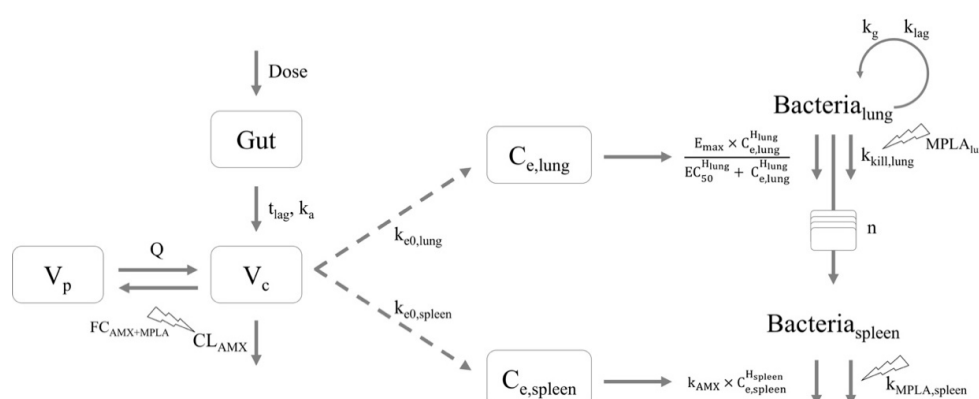 k_g k_lag
Dose
Bacteria_lung
Gut
MPLA_lu
C_e,lung
E_max × C_e,lung^H_lung
EC_50^H_lung + C_e,lung^H_lung
k_kill,lung
t_lag, k_a
n
k_e0,lung
Q
V_p
V_c
k_e0,spleen
FC_AMX+MPLA
CL_AMX
Bacteria_spleen
C_e,spleen
k_AMX × C_e,spleen^H_spleen
k_MPLA,spleen